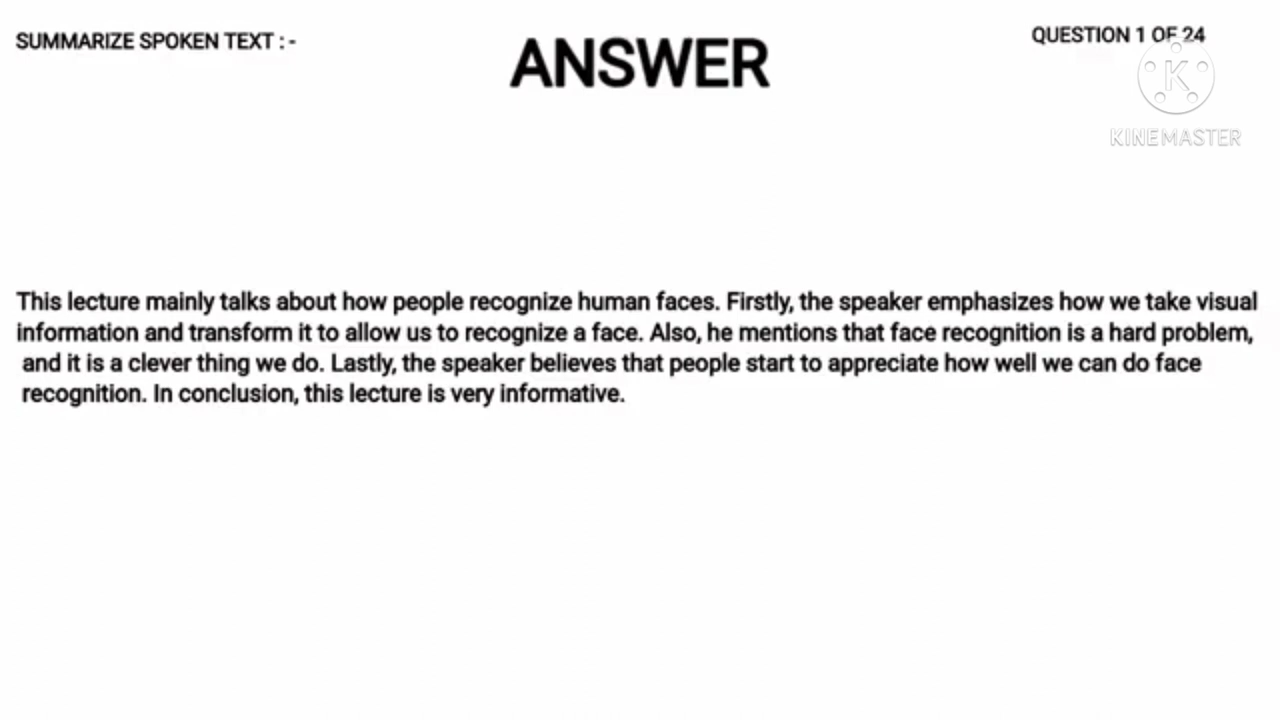 SUMMARIZE SPOKEN TEXT : -
ANSWER
QUESTION 1 OF 24
K
KINEMASTER
This lecture mainly talks about how people recognize human faces. Firstly, the speaker emphasizes how we take visual
information and transform it to allow us to recognize a face. Also, he mentions that face recognition is a hard problem,
and it is a clever thing we do. Lastly, the speaker believes that people start to appreciate how well we can do face
recognition. In conclusion, this lecture is very informative.